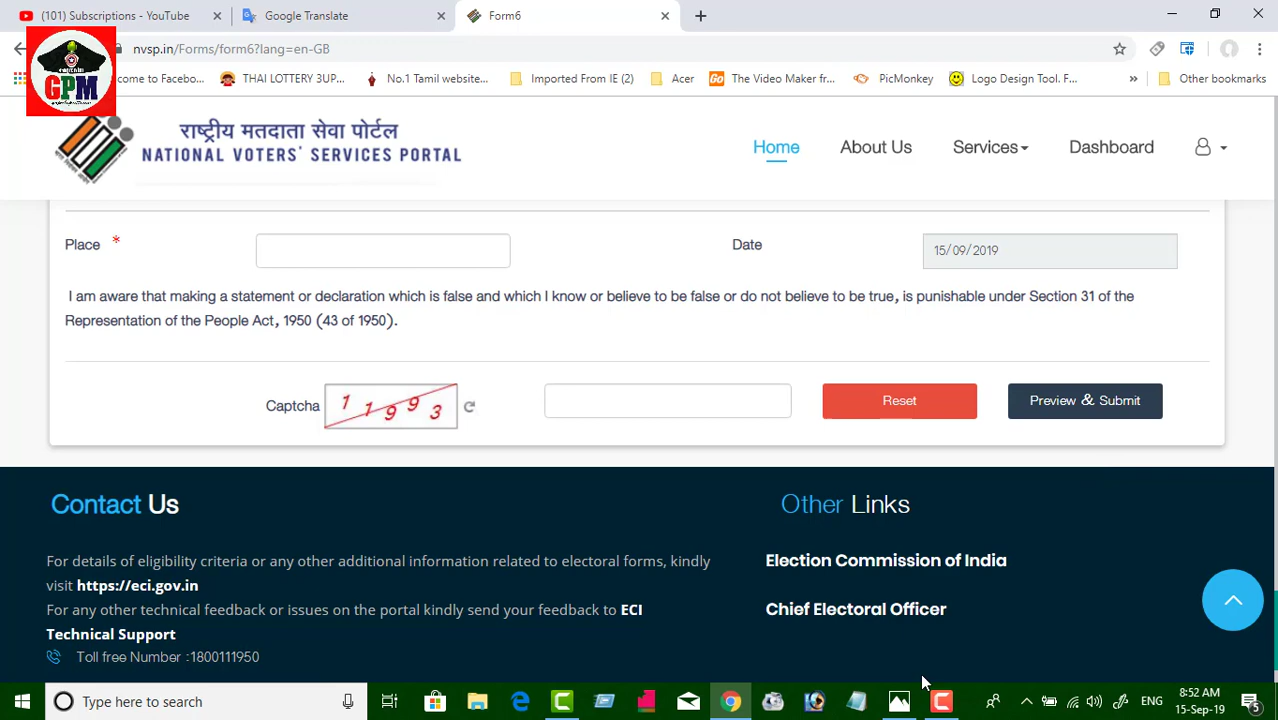 (101) Subscriptions - YouTube
Google Translate
Form6
nvsp.in/Forms/form6?lang=en-GB
come to Facebo...
THAI LOTTERY 3UP...
No.1 Tamil website...
Imported From IE (2)
Acer
Go The Video Maker fr...
PicMonkey
Logo Design Tool. F...
»
Other bookmarks
GPM
राष्ट्रीय मतदाता सेवा पोर्टल
NATIONAL VOTERS' SERVICES PORTAL
Home
About Us
Services
Dashboard
Place *
Date
15/09/2019
I am aware that making a statement or declaration which is false and which I know or believe to be false or do not believe to be true, is punishable under Section 31 of the
Representation of the People Act, 1950 (43 of 1950).
Captcha
1 1 9 9 3
Reset
Preview & Submit
Contact Us
For details of eligibility criteria or any other additional information related to electoral forms, kindly
visit https://eci.gov.in
For any other technical feedback or issues on the portal kindly send your feedback to ECI
Technical Support
Toll free Number :1800111950
Other Links
Election Commission of India
Chief Electoral Officer
Type here to search
ENG
8:52 AM
15-Sep-19
5